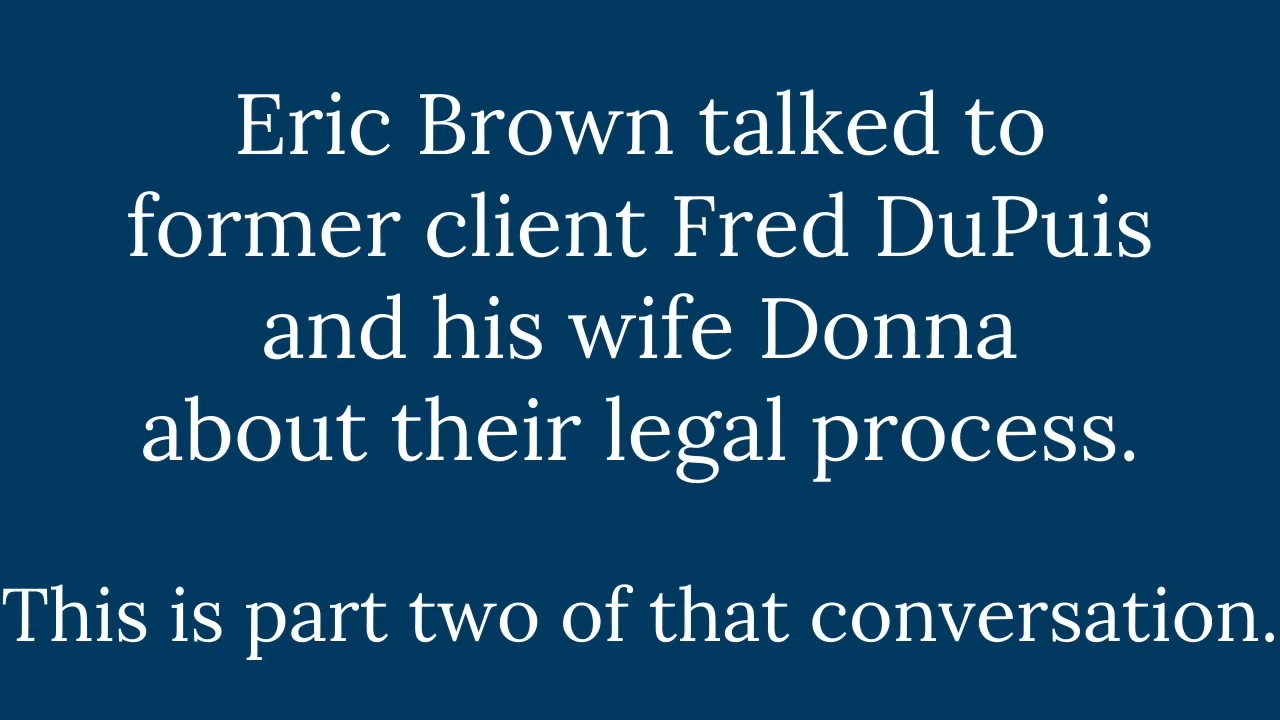 Eric Brown talked to
former client Fred DuPuis
and his wife Donna
about their legal process.
This is part two of that conversation.